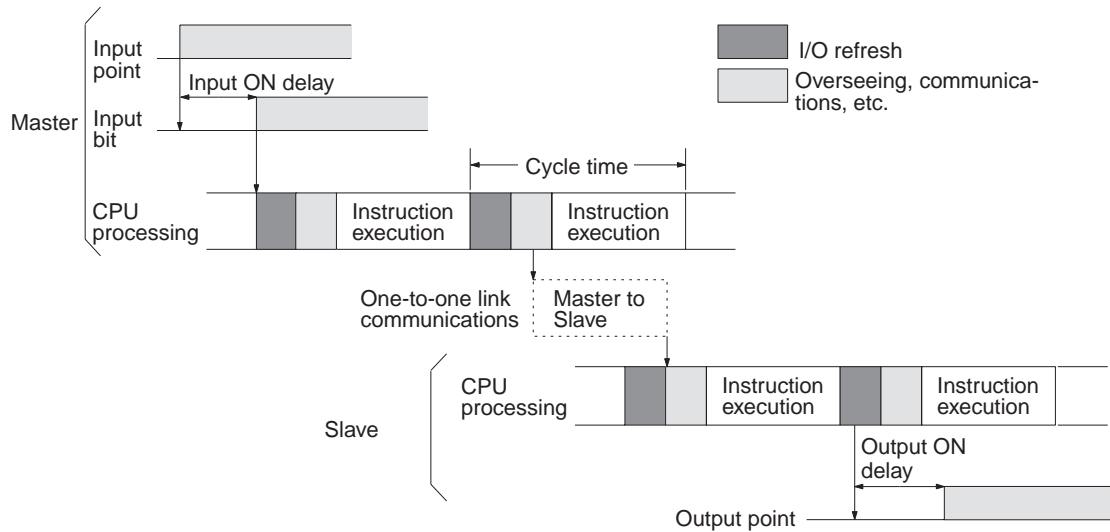 Input
point
I/O refresh
Overseeing, communica-
tions, etc.
Input ON delay
Master
Input
bit
Cycle time
CPU
processing
Instruction
execution
Instruction
execution
One-to-one link
communications
Master to
Slave
Slave
CPU
processing
Instruction
execution
Instruction
execution
Output ON
delay
Output point